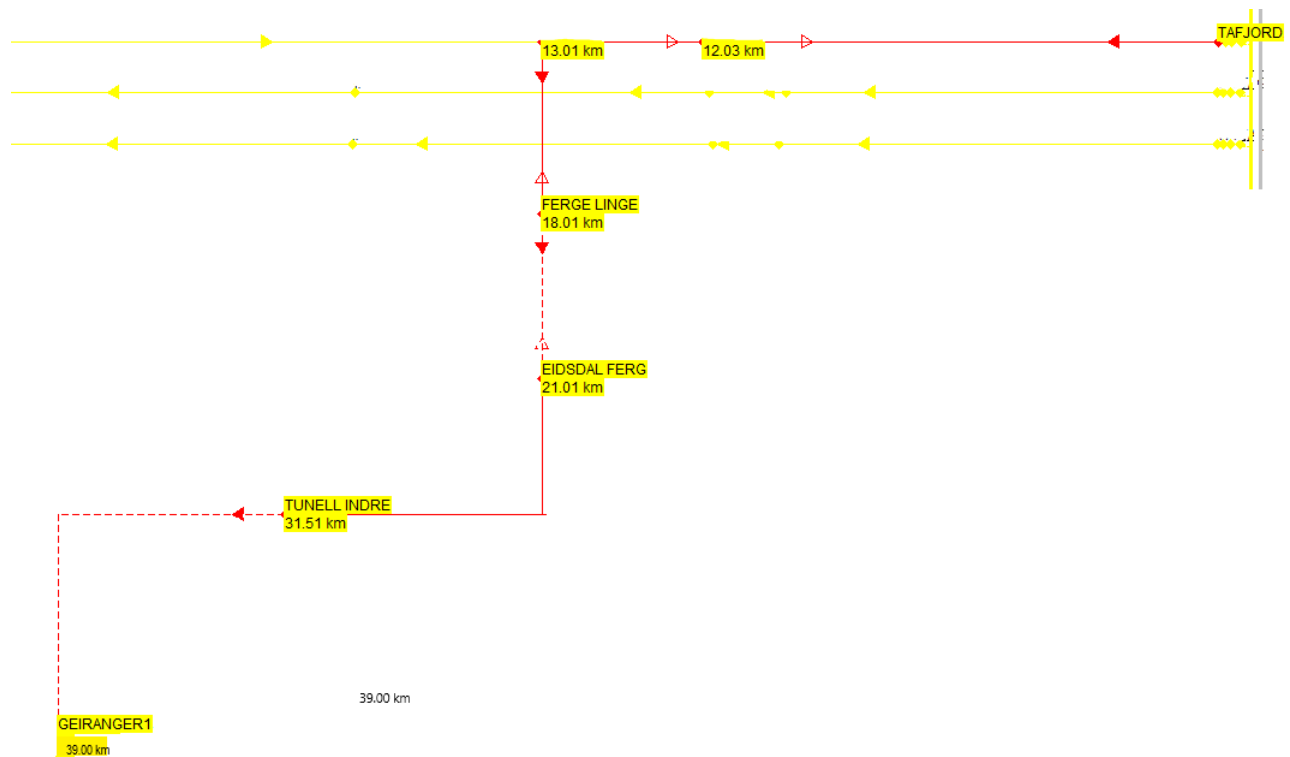 TAFJORD
13.01 km
12.03 km
FERGE LINGE
18.01 km
EIDSDAL FERG
21.01 km
TUNELL INDRE
31.51 km
39.00 km
GEIRANGER1
39.00 km